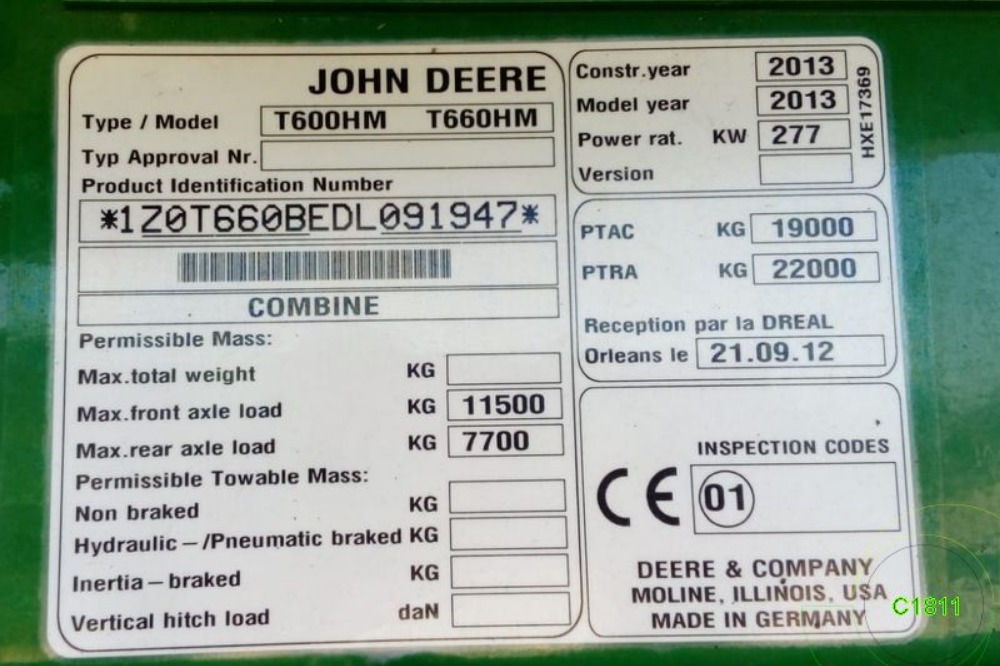 JOHN DEERE
Type / Model T600HM T660HM
Typ Approval Nr.
Product Identification Number
*1Z0T660BEDL091947*
COMBINE
Permissible Mass:
Max.total weight KG
Max.front axle load KG 11500
Max.rear axle load KG 7700
Permissible Towable Mass:
Non braked KG
Hydraulic-/Pneumatic braked KG
Inertia-braked KG
Vertical hitch load daN
Constr.year 2013
Model year 2013
Power rat. KW 277
Version
HXE17369
PTAC KG 19000
PTRA KG 22000
Reception par la DREAL
Orleans le 21.09.12
INSPECTION CODES
CE 01
DEERE & COMPANY
MOLINE, ILLINOIS, USA
MADE IN GERMANY
C1811